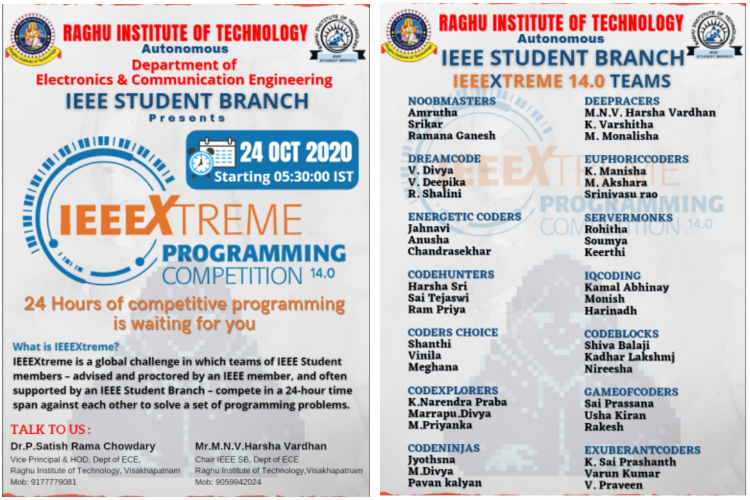 RAGHU INSTITUTE OF TECHNOLOGY
Autonomous
Department of
Electronics & Communication Engineering
IEEE STUDENT BRANCH
Presents
24 OCT 2020
Starting 05:30:00 IST
IEEEXTREME
PROGRAMMING
COMPETITION 14.0
24 Hours of competitive programming
is waiting for you
What is IEEEXtreme?
IEEEXtreme is a global challenge in which teams of IEEE Student
members – advised and proctored by an IEEE member, and often
supported by an IEEE Student Branch – compete in a 24-hour time
span against each other to solve a set of programming problems.
TALK TO US :
Dr.P.Satish Rama Chowdary
Vice Principal & HOD, Dept of ECE,
Raghu Institute of Technology, Visakhapatnam
Mob: 9177779081
Mr.M.N.V.Harsha Vardhan
Chair IEEE SB, Dept of ECE
Raghu Institute of Technology,Visakhapatnam
Mob: 9059942024
RAGHU INSTITUTE OF TECHNOLOGY
Autonomous
IEEE STUDENT BRANCH
IEEEXTREME 14.0 TEAMS
NOOBMASTERS
Amrutha
Srikar
Ramana Ganesh
DREAMCODE
V. Divya
V. Deepika
R. Shalini
ENERGETIC CODERS
Jahnavi
Anusha
Chandrasekhar
CODEHUNTERS
Harsha Sri
Sai Tejaswi
Ram Priya
CODERS CHOICE
Shanthi
Vinila
Meghana
CODEXPLORERS
K.Narendra Praba
Marrapu.Divya
M.Priyanka
CODENINJAS
Jyothsna
M.Divya
Pavan kalyan
DEEPRACERS
M.N.V. Harsha Vardhan
K. Varshitha
M. Monalisha
EUPHORICCODERS
K. Manisha
M. Akshara
Srinivasu rao
SERVERMONKS
Rohitha
Soumya
Keerthi
IQCODING
Kamal Abhinay
Monish
Harinadh
CODEBLOCKS
Shiva Balaji
Kadhar Lakshmj
Nireesha
GAMEOFCODERS
Sai Prassana
Usha Kiran
Rakesh
EXUBERANTCODERS
K. Sai Prashanth
Varun Kumar
V. Praveen